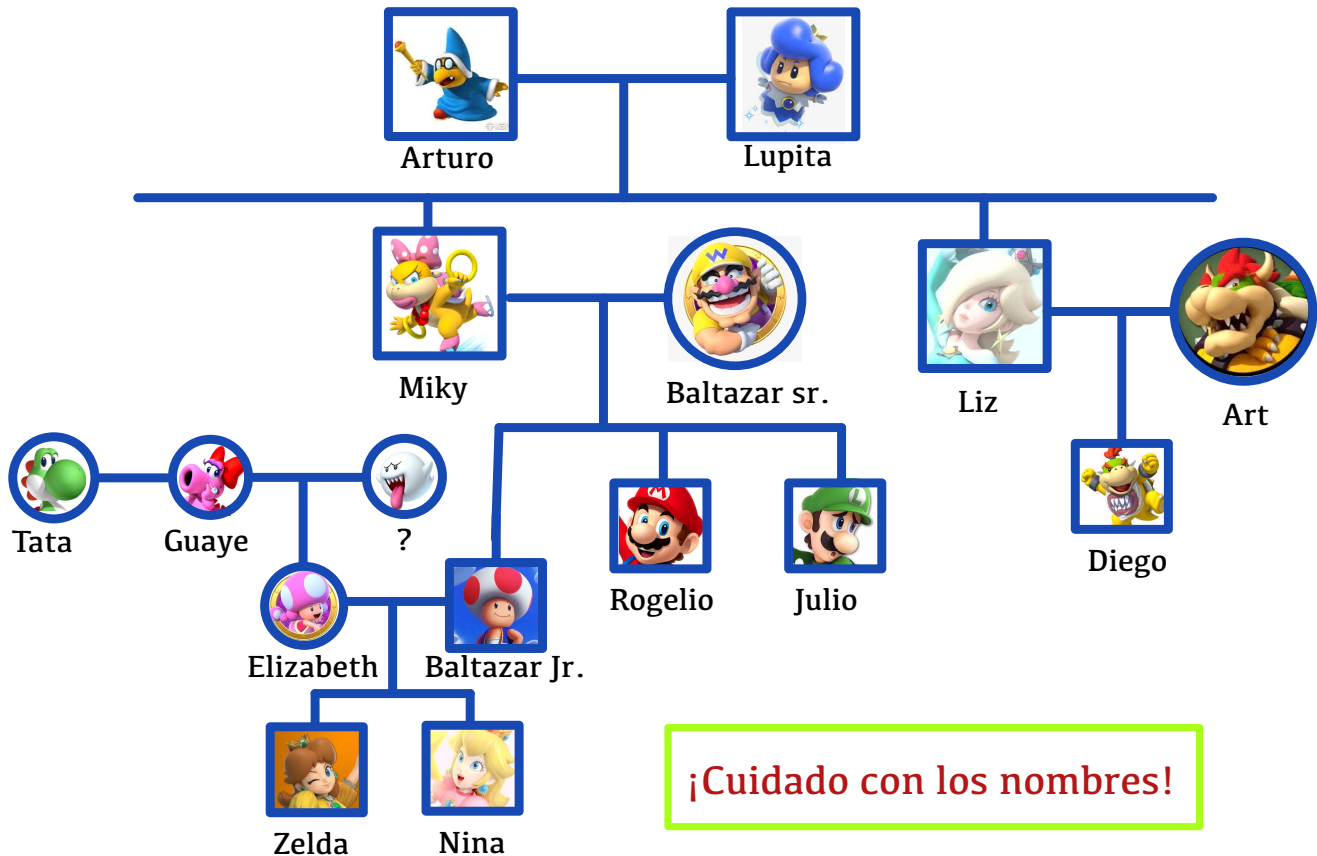 Arturo
Lupita
Miky
Baltazar sr.
Liz
Art
Tata
Guaye
?
Diego
Rogelio
Julio
Elizabeth
Baltazar Jr.
Zelda
Nina
¡Cuidado con los nombres!